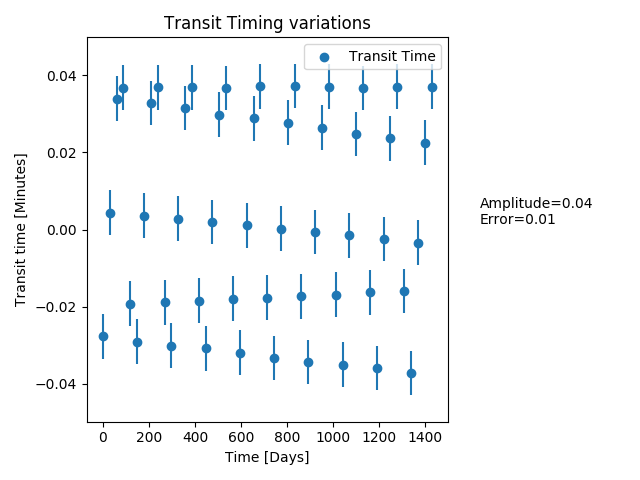 Transit Timing variations
Transit Time
Transit time [Minutes]
0.04
0.02
0.00
−0.02
−0.04
0 200 400 600 800 1000 1200 1400
Time [Days]
Amplitude=0.04
Error=0.01